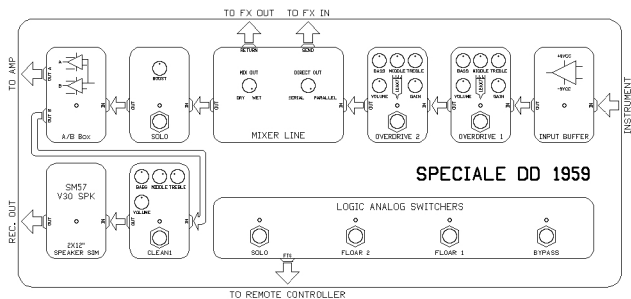 TO FX OUT TO FX IN
RETURN SEND
TO AMP
OUT A
OUT B
A
B
IN
A/B Box
BOOST
OUT
IN
SOLO
MIX OUT
DRY WET
DIRECT OUT
SERIAL PARALLEL
OUT
IN
MIXER LINE
BASS MIDDLE TREBLE
VOLUME GAIN
OUT
IN
OVERDRIVE 2
BASS MIDDLE TREBLE
VOLUME GAIN
OUT
IN
OVERDRIVE 1
+9VCC
-9VCC
OUT
IN
INPUT BUFFER
INSTRUMENT
SPECIALE DD 1959
REC. OUT
SM57
V30 SPK
OUT
IN
2X12"
SPEAKER SIM
BASS MIDDLE TREBLE
VOLUME
OUT
IN
CLEAN1
LOGIC ANALOG SWITCHERS
SOLO FLOAR 2 FLOAR 1 BYPASS
TO REMOTE CONTROLLER